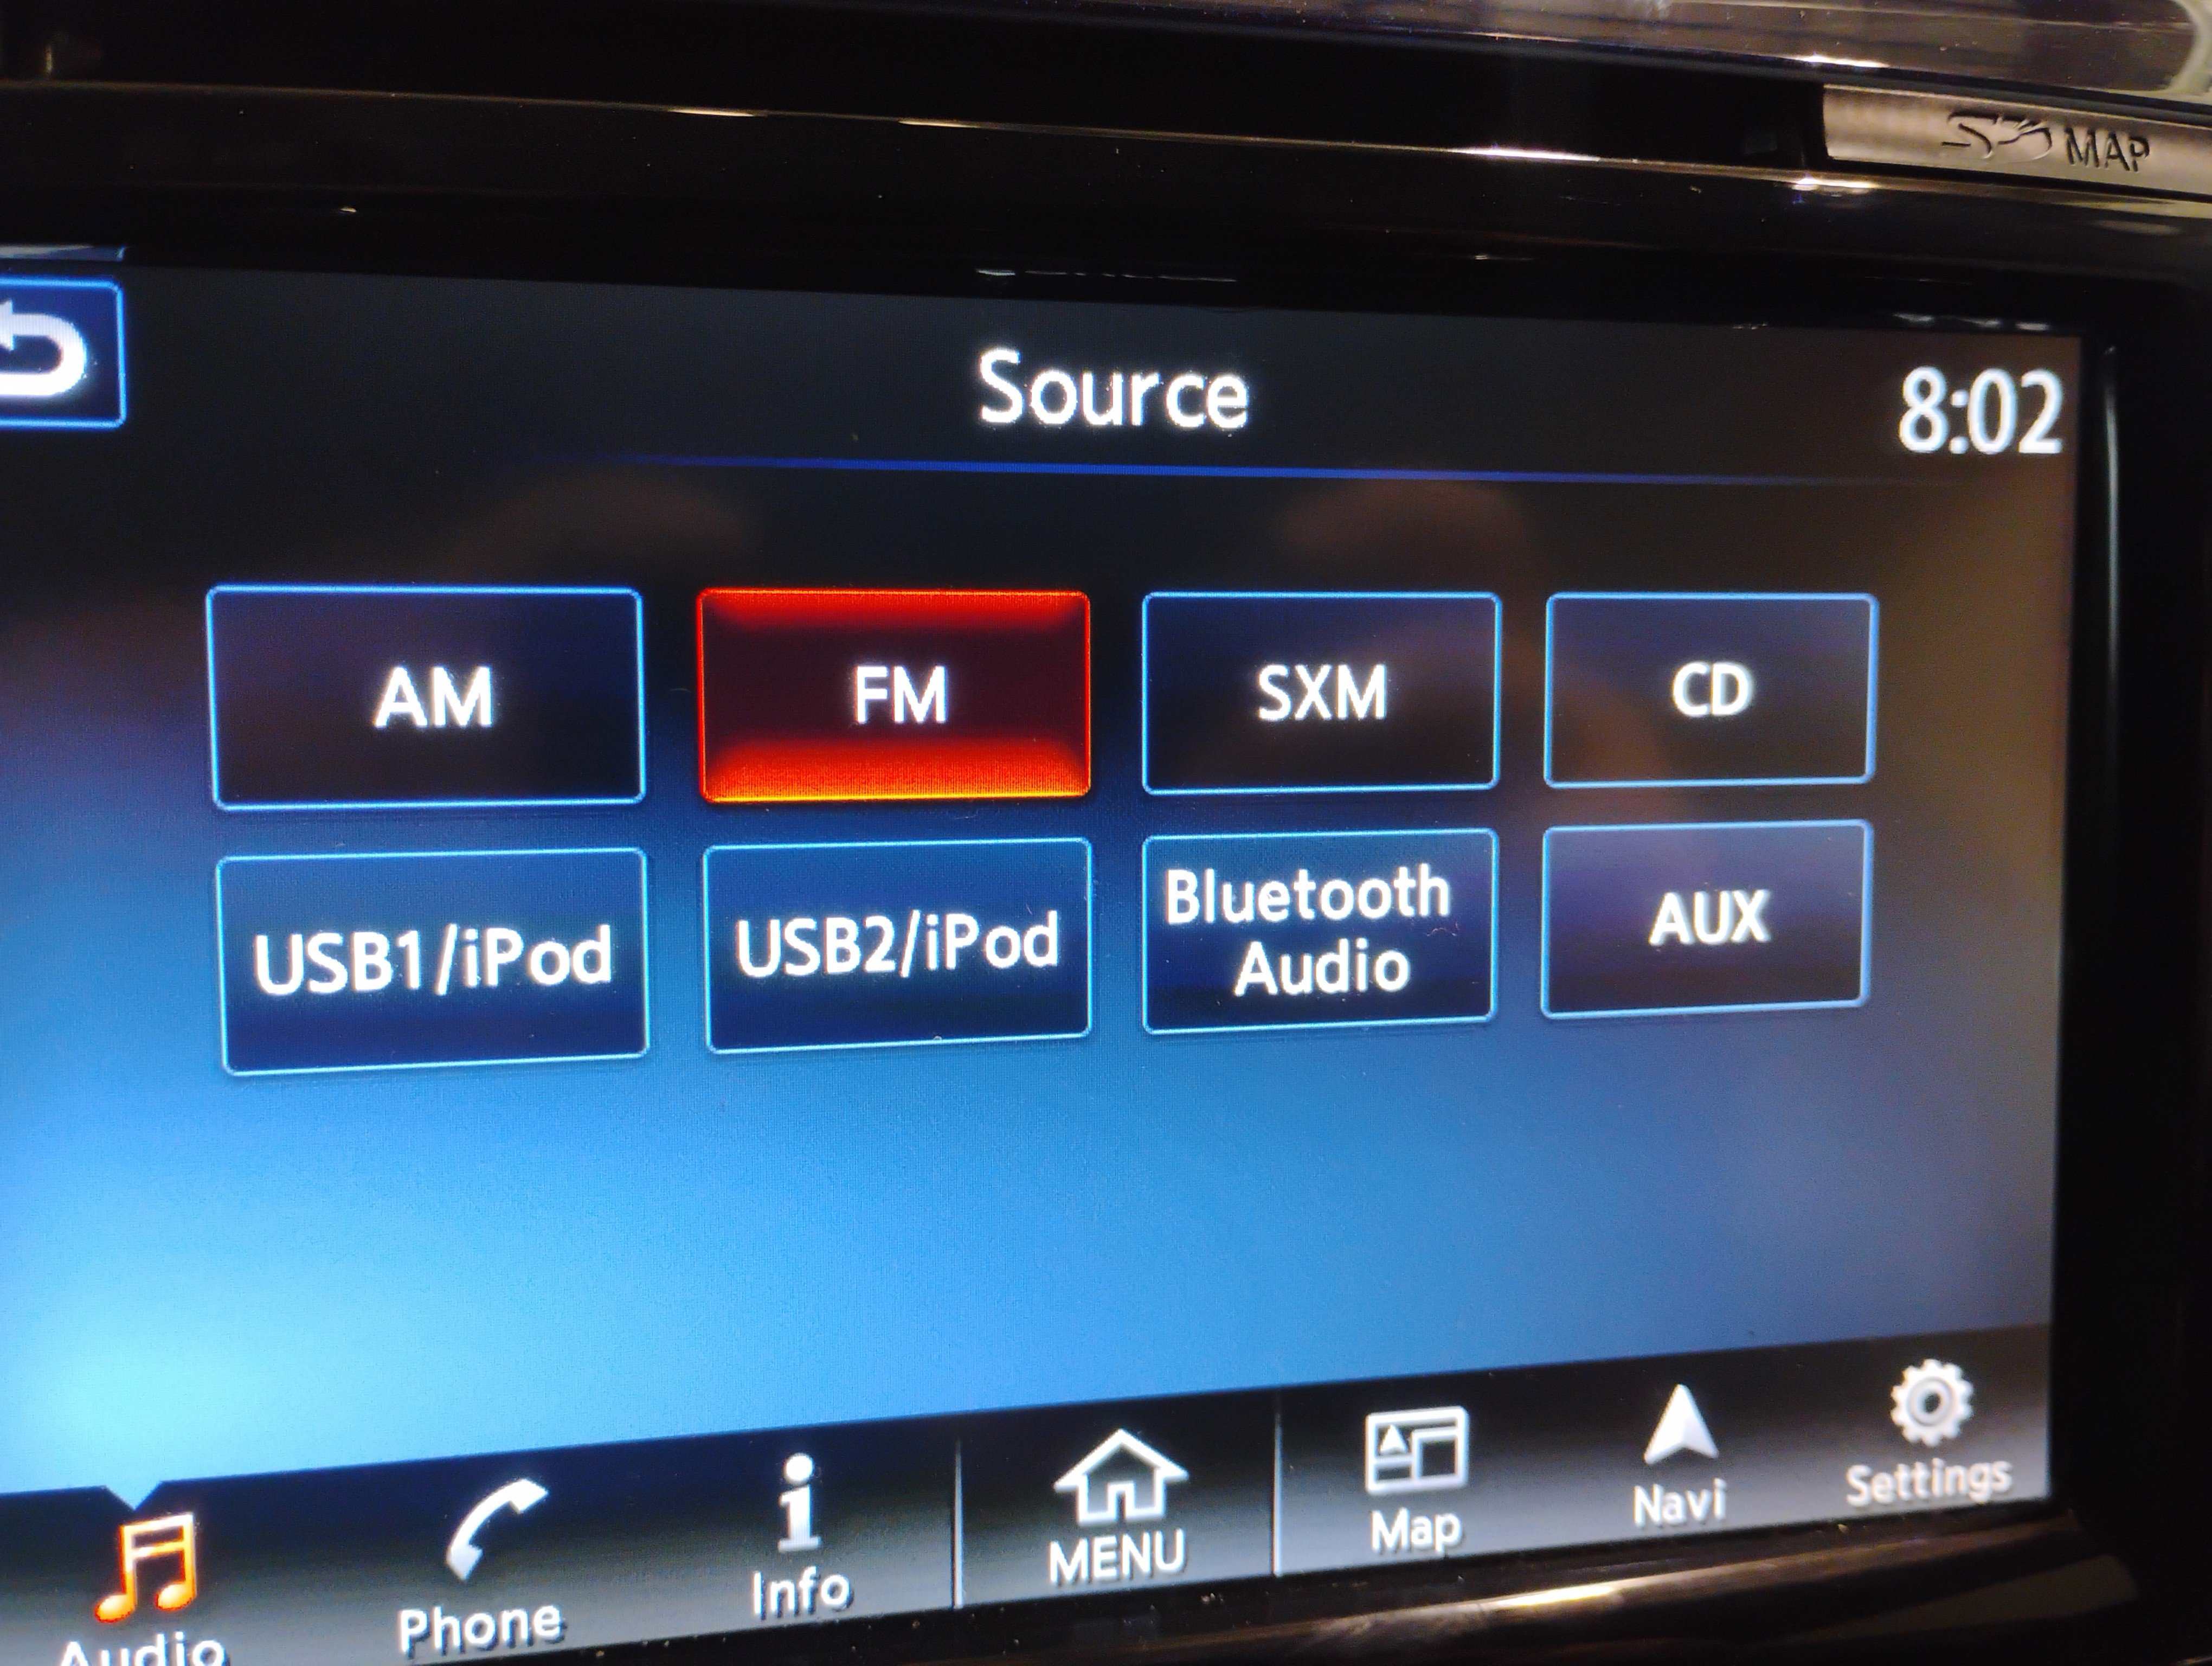 MAP
Source
8:02
AM
FM
SXM
CD
USB1/iPod
USB2/iPod
Bluetooth
Audio
AUX
Audio
Phone
Info
MENU
Map
Navi
Settings